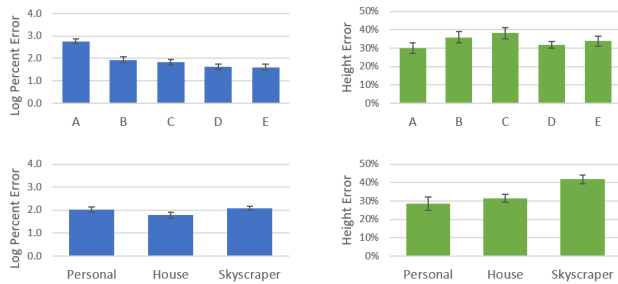 Log Percent Error
4.0
3.0
2.0
1.0
0.0
A B C D E
Height Error
50%
40%
30%
20%
10%
0%
A B C D E
Log Percent Error
4.0
3.0
2.0
1.0
0.0
Personal House Skyscraper
Height Error
50%
40%
30%
20%
10%
0%
Personal House Skyscraper